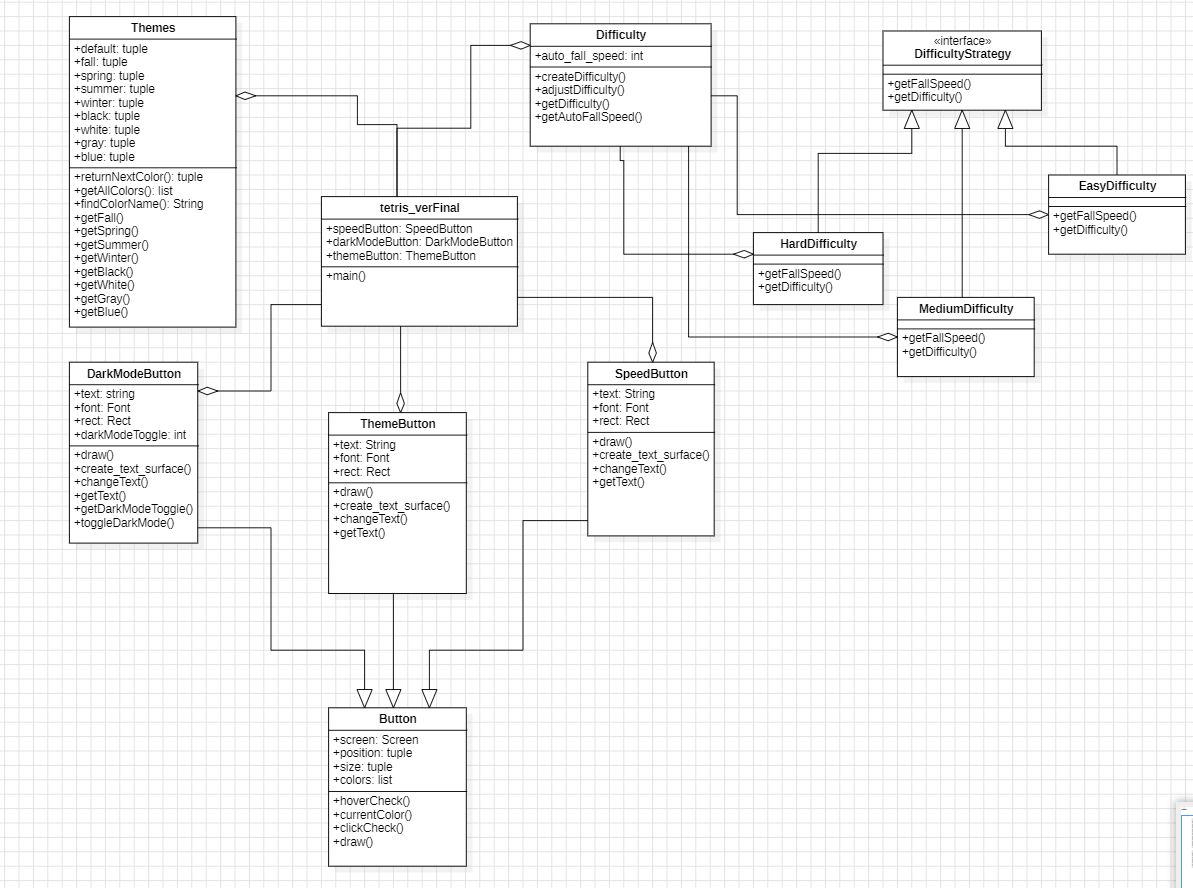 Themes
+default: tuple
+fall: tuple
+spring: tuple
+summer: tuple
+winter: tuple
+black: tuple
+white: tuple
+gray: tuple
+blue: tuple
+returnNextColor(): tuple
+getAllColors(): list
+findColorName(): String
+getFall()
+getSpring()
+getSummer()
+getWinter()
+getBlack()
+getWhite()
+getGray()
+getBlue()
Difficulty
+auto_fall_speed: int
+createDifficulty()
+adjustDifficulty()
+getDifficulty()
+getAutoFallSpeed()
«interface»
DifficultyStrategy
+getFallSpeed()
+getDifficulty()
EasyDifficulty
+getFallSpeed()
+getDifficulty()
tetris_verFinal
+speedButton: SpeedButton
+darkModeButton: DarkModeButton
+themeButton: ThemeButton
+main()
HardDifficulty
+getFallSpeed()
+getDifficulty()
MediumDifficulty
+getFallSpeed()
+getDifficulty()
DarkModeButton
+text: string
+font: Font
+rect: Rect
+darkModeToggle: int
+draw()
+create_text_surface()
+changeText()
+getText()
+getDarkModeToggle()
+toggleDarkMode()
ThemeButton
+text: String
+font: Font
+rect: Rect
+draw()
+create_text_surface()
+changeText()
+getText()
SpeedButton
+text: String
+font: Font
+rect: Rect
+draw()
+create_text_surface()
+changeText()
+getText()
Button
+screen: Screen
+position: tuple
+size: tuple
+colors: list
+hoverCheck()
+currentColor()
+clickCheck()
+draw()